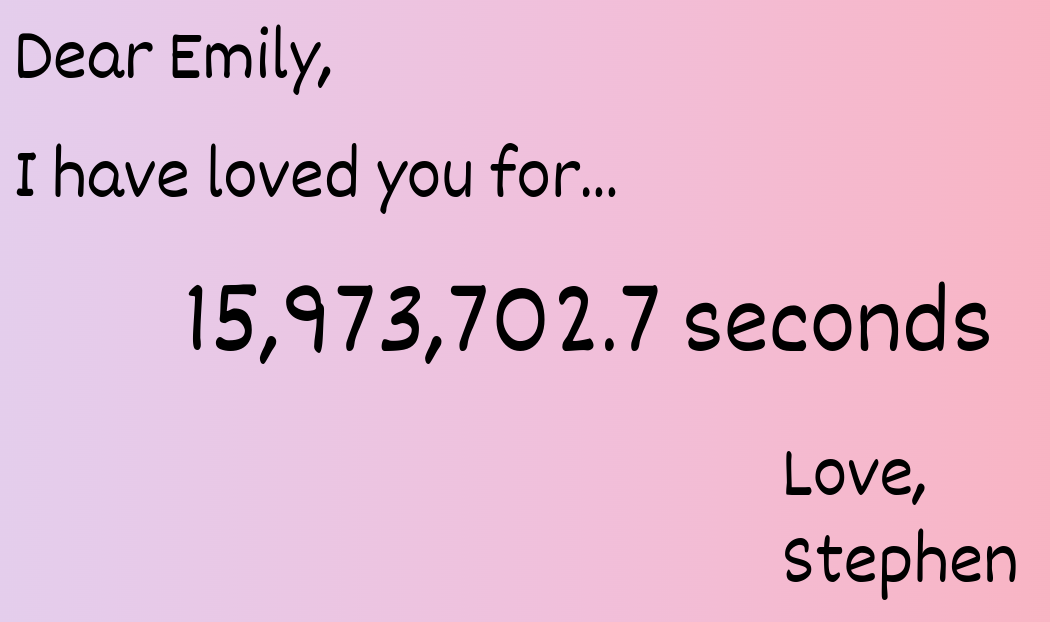 Dear Emily,
I have loved you for...
15,973,702.7 seconds
Love,
Stephen